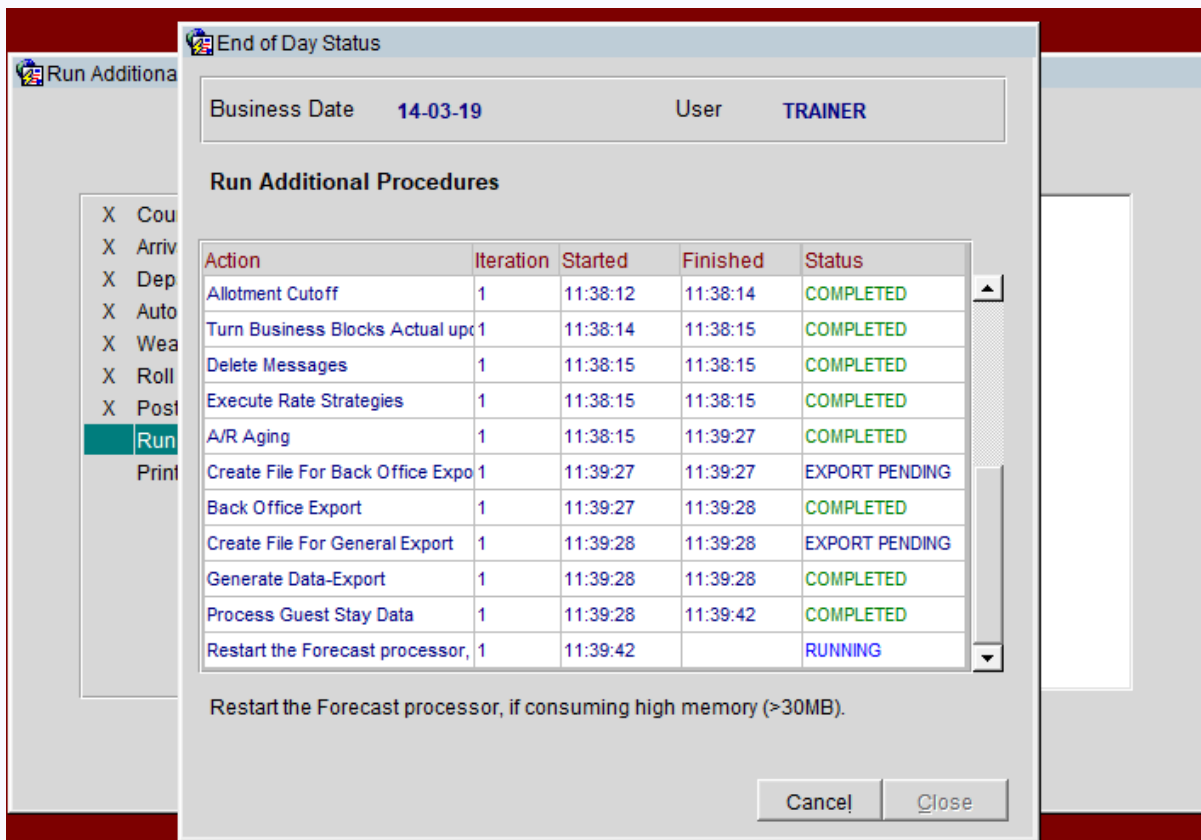 End of Day Status
Run Additiona
Business Date 14-03-19 User TRAINER
Run Additional Procedures
X Cou
X Arriv
X Dep
X Auto
X Wea
X Roll
X Post
Run
Print
Action Iteration Started Finished Status
Allotment Cutoff 1 11:38:12 11:38:14 COMPLETED
Turn Business Blocks Actual upo 1 11:38:14 11:38:15 COMPLETED
Delete Messages 1 11:38:15 11:38:15 COMPLETED
Execute Rate Strategies 1 11:38:15 11:38:15 COMPLETED
A/R Aging 1 11:38:15 11:39:27 COMPLETED
Create File For Back Office Expo 1 11:39:27 11:39:27 EXPORT PENDING
Back Office Export 1 11:39:27 11:39:28 COMPLETED
Create File For General Export 1 11:39:28 11:39:28 EXPORT PENDING
Generate Data-Export 1 11:39:28 11:39:28 COMPLETED
Process Guest Stay Data 1 11:39:28 11:39:42 COMPLETED
Restart the Forecast processor, 1 11:39:42 RUNNING
Restart the Forecast processor, if consuming high memory (>30MB).
Cancel Close